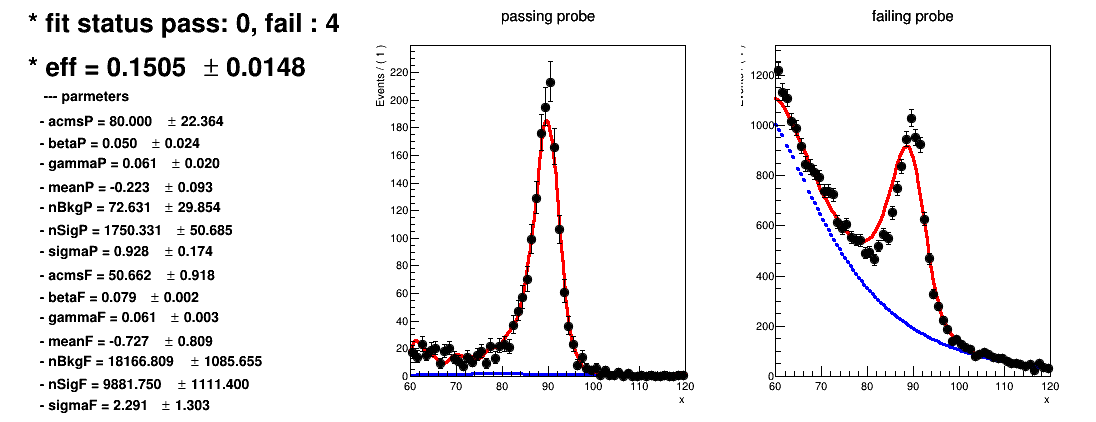 * fit status pass: 0, fail : 4
* eff = 0.1505 ± 0.0148
--- parmeters
- acmsP = 80.000 ± 22.364
- betaP = 0.050 ± 0.024
- gammaP = 0.061 ± 0.020
- meanP = -0.223 ± 0.093
- nBkgP = 72.631 ± 29.854
- nSigP = 1750.331 ± 50.685
- sigmaP = 0.928 ± 0.174
- acmsF = 50.662 ± 0.918
- betaF = 0.079 ± 0.002
- gammaF = 0.061 ± 0.003
- meanF = -0.727 ± 0.809
- nBkgF = 18166.809 ± 1085.655
- nSigF = 9881.750 ± 1111.400
- sigmaF = 2.291 ± 1.303
passing probe
Events / ( 1 )
220
200
180
160
140
120
100
80
60
40
20
0
60 70 80 90 100 110 120
x
failing probe
1200
1000
800
600
400
200
0
60 70 80 90 100 110 120
x